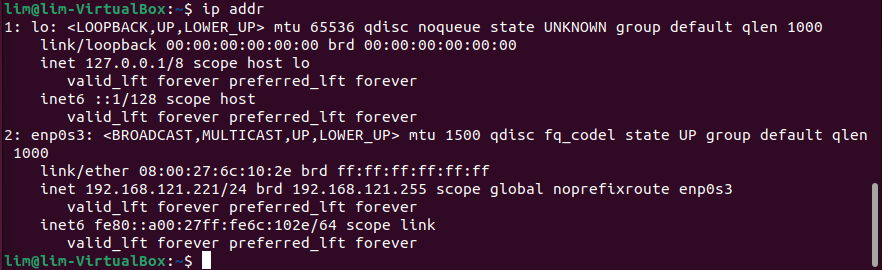 lim@lim-VirtualBox:~$ ip addr
1: lo: <LOOPBACK,UP,LOWER_UP> mtu 65536 qdisc noqueue state UNKNOWN group default qlen 1000
    link/loopback 00:00:00:00:00:00 brd 00:00:00:00:00:00
    inet 127.0.0.1/8 scope host lo
       valid_lft forever preferred_lft forever
    inet6 ::1/128 scope host
       valid_lft forever preferred_lft forever
2: enp0s3: <BROADCAST,MULTICAST,UP,LOWER_UP> mtu 1500 qdisc fq_codel state UP group default qlen
 1000
    link/ether 08:00:27:6c:10:2e brd ff:ff:ff:ff:ff:ff
    inet 192.168.121.221/24 brd 192.168.121.255 scope global noprefixroute enp0s3
       valid_lft forever preferred_lft forever
    inet6 fe80::a00:27ff:fe6c:102e/64 scope link
       valid_lft forever preferred_lft forever
lim@lim-VirtualBox:~$